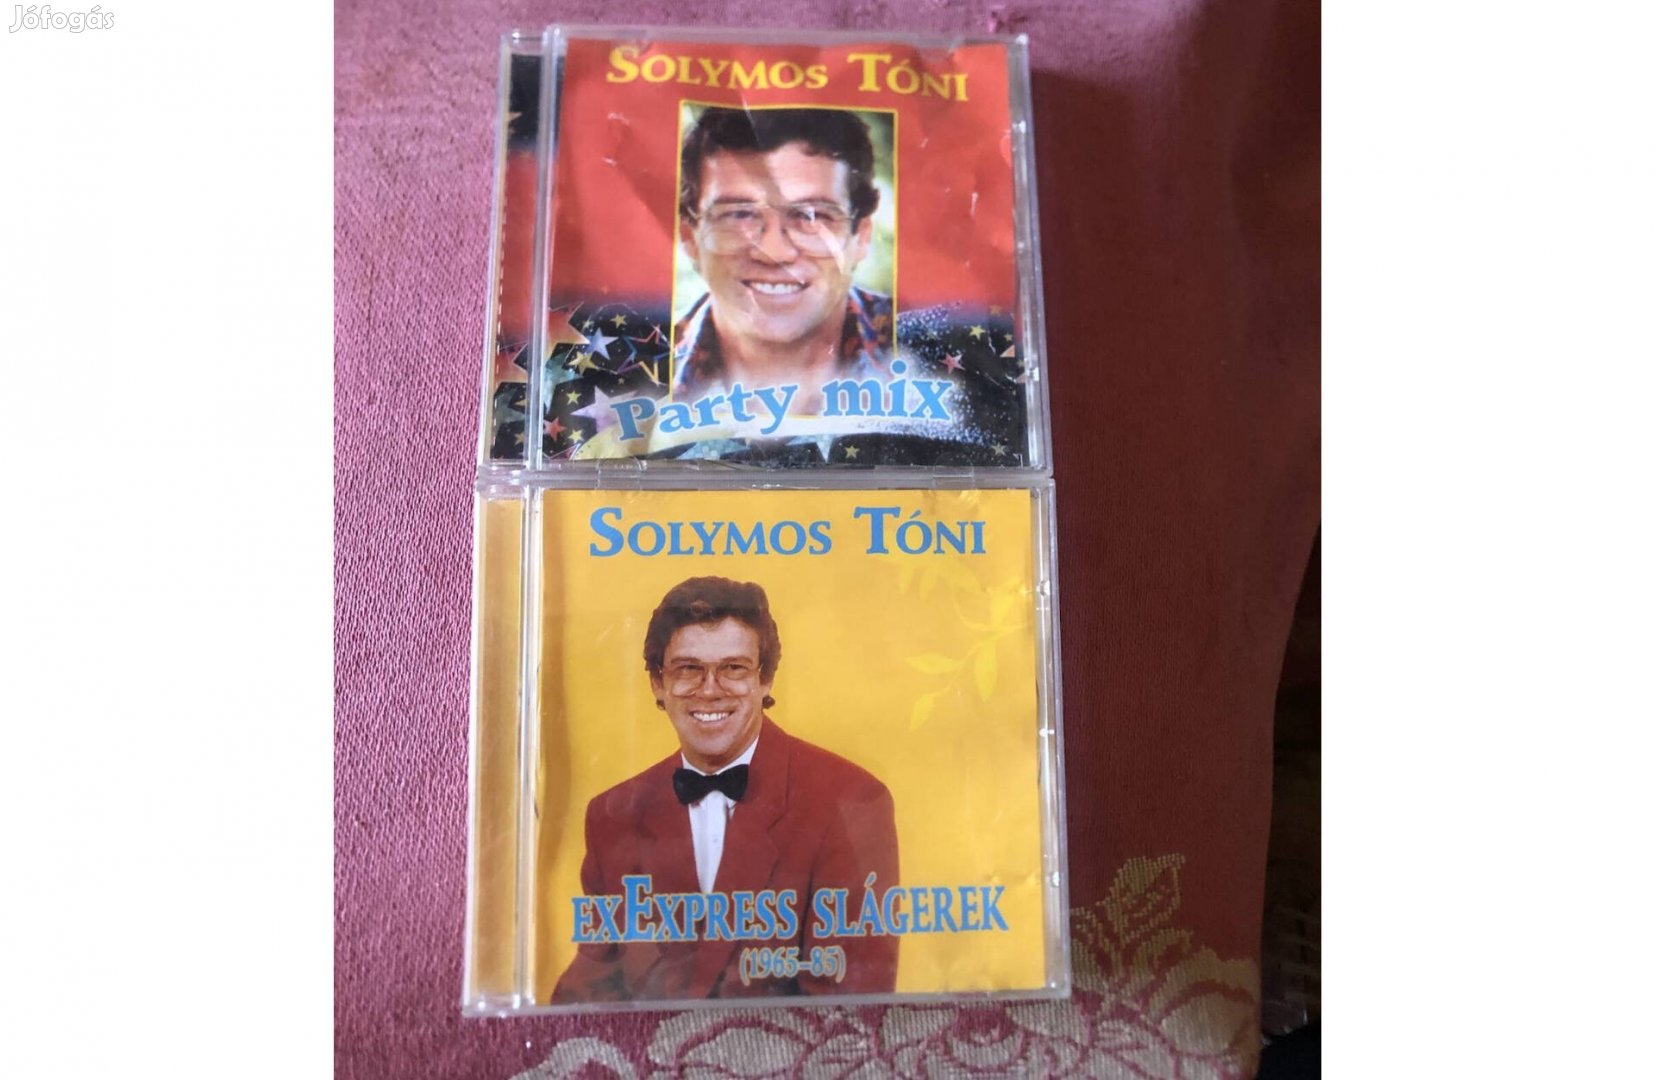 Jófogás
SOLYMOS TÓNI
Party mix
SOLYMOS TÓNI
EXEXPRESS SLÁGEREK
(1965-85)